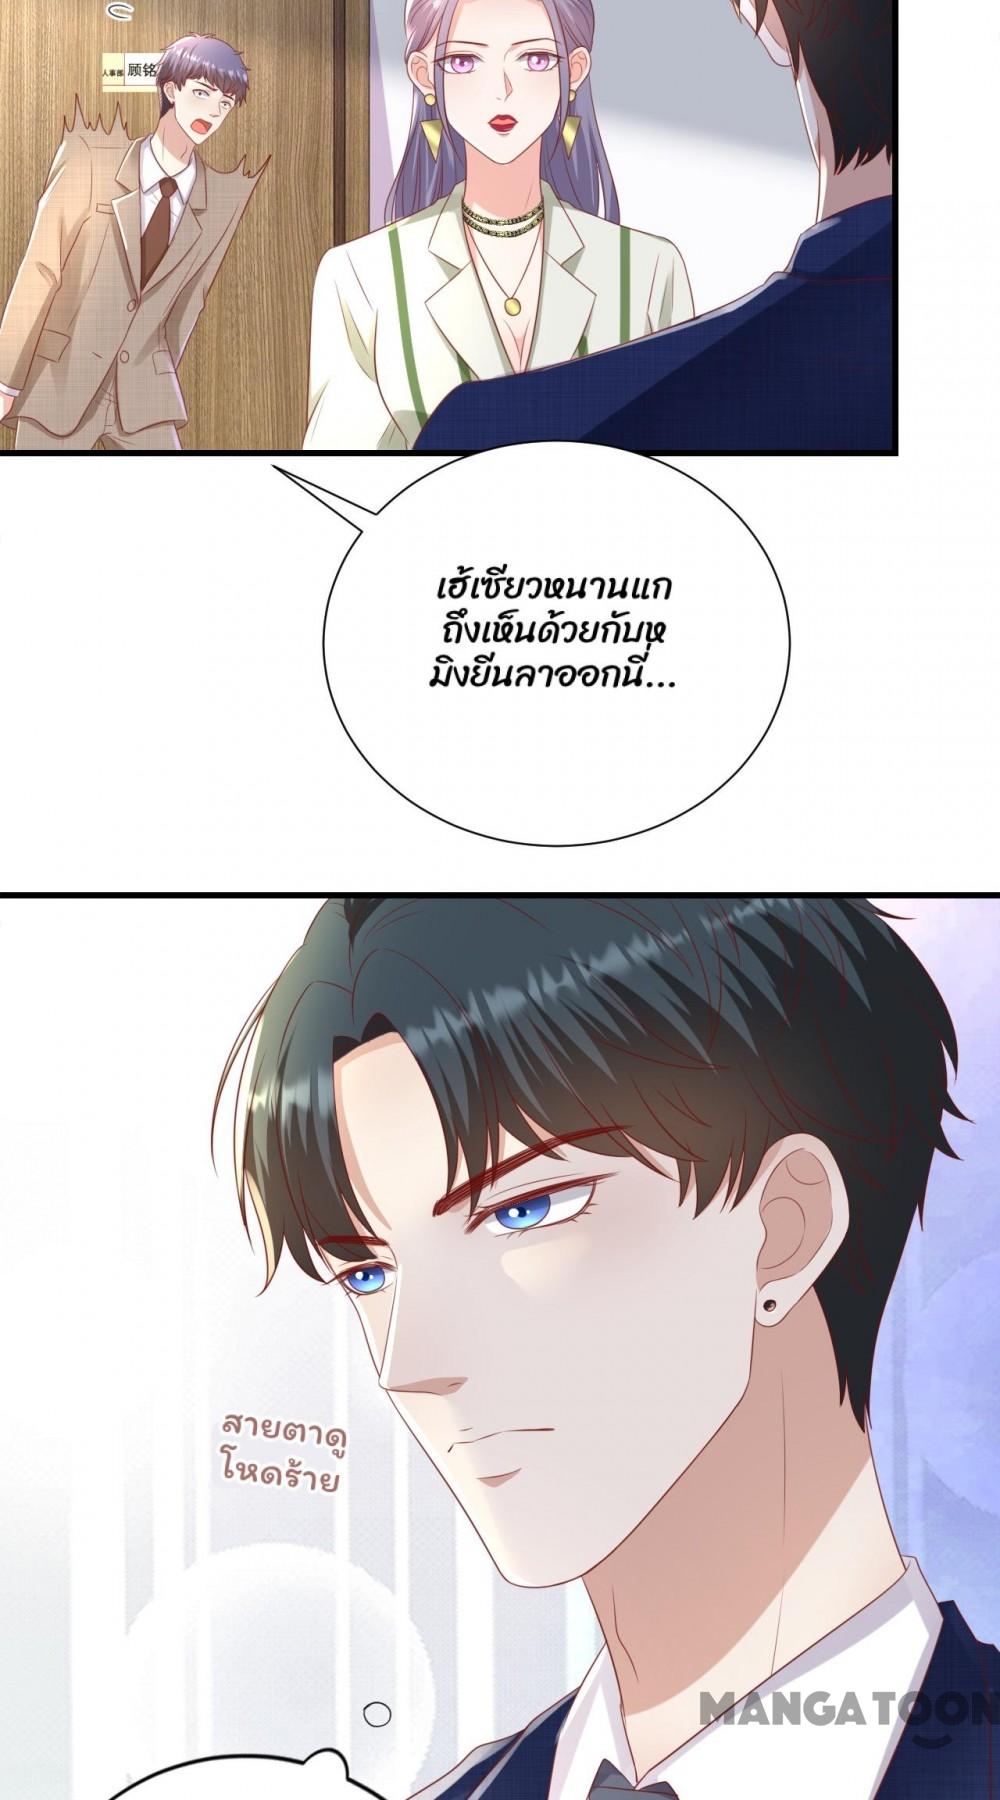 人事部 顾铭
เฮ้เซียวหนานแก
ถึงเห็นด้วยกับห
มิงยีนลาออกนี่...
สายตาดู
โหดร้าย
MANGATOON